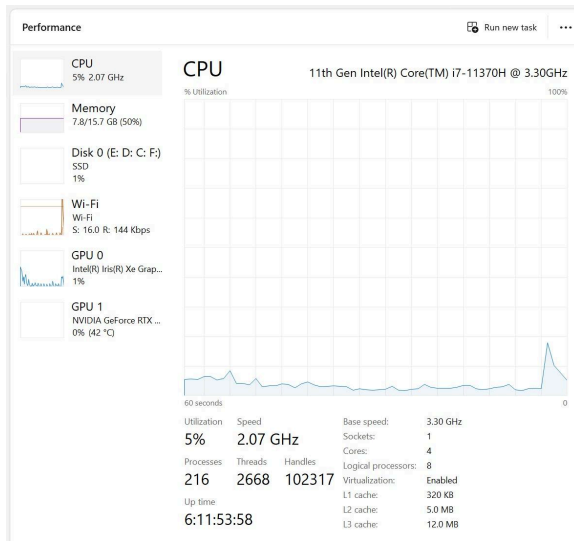 Performance
Run new task
CPU
5% 2.07 GHz
Memory
7.8/15.7 GB (50%)
Disk 0 (E: D: C: F:)
SSD
1%
Wi-Fi
Wi-Fi
S: 16.0 R: 144 Kbps
GPU 0
Intel(R) Iris(R) Xe Grap...
1%
GPU 1
NVIDIA GeForce RTX ...
0% (42 °C)
CPU
11th Gen Intel(R) Core(TM) i7-11370H @ 3.30GHz
% Utilization 100%
60 seconds 0
Utilization Speed
5% 2.07 GHz
Processes Threads Handles
216 2668 102317
Up time
6:11:53:58
Base speed: 3.30 GHz
Sockets: 1
Cores: 4
Logical processors: 8
Virtualization: Enabled
L1 cache: 320 KB
L2 cache: 5.0 MB
L3 cache: 12.0 MB